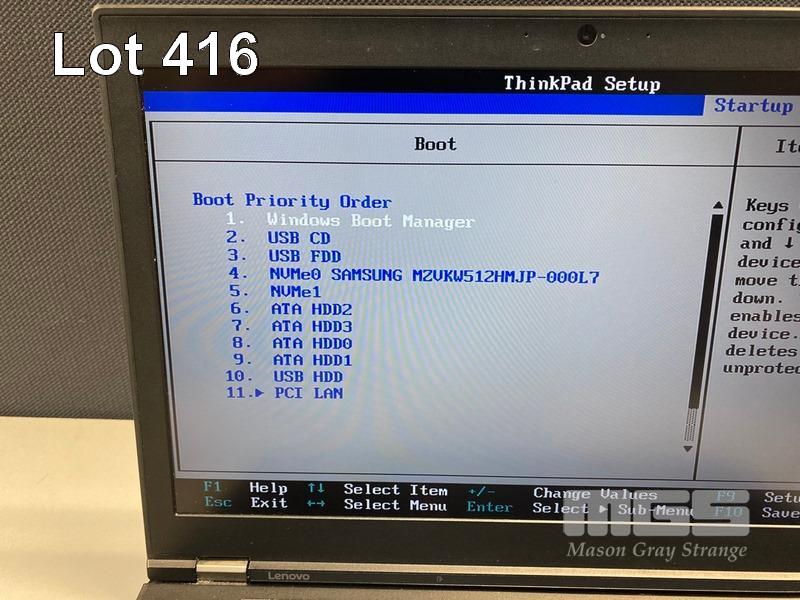 Lot 416
ThinkPad Setup
Startup
Boot
Boot Priority Order
1. Windows Boot Manager
2. USB CD
3. USB FDD
4. NVMe0 SAMSUNG MZVKW512HMJP-000L7
5. NVMe1
6. ATA HDD2
7. ATA HDD3
8. ATA HDD0
9. ATA HDD1
10. USB HDD
11.▶ PCI LAN
Keys
and ↓
device
move
down.
enables
device.
deletes
F1 Help ↑↓ Select Item +/- Change Values F9
Esc Exit ←→ Select Menu Enter Select ▶ Sub-Menu F10 Save
MGS
Mason Gray Strange
Lenovo